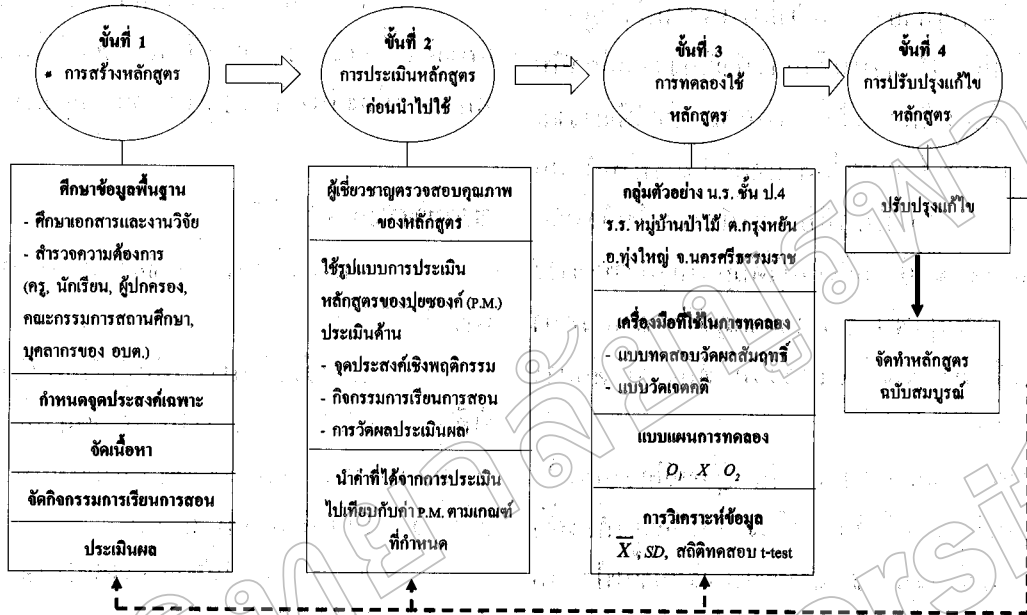 ขั้นที่ 1
การสร้างหลักสูตร
ขั้นที่ 2
การประเมินหลักสูตร
ก่อนนำไปใช้
ขั้นที่ 3
การทดลองใช้
หลักสูตร
ขั้นที่ 4
การปรับปรุงแก้ไข
หลักสูตร
ศึกษาข้อมูลพื้นฐาน
- ศึกษาเอกสารและงานวิจัย
- สำรวจความต้องการ
(ครู, นักเรียน, ผู้ปกครอง,
คณะกรรมการสถานศึกษา,
บุคลากรของ อบต.)
กำหนดจุดประสงค์เฉพาะ
จัดเนื้อหา
จัดกิจกรรมการเรียนการสอน
ประเมินผล
ผู้เชี่ยวชาญตรวจสอบคุณภาพ
ของหลักสูตร
ใช้รูปแบบการประเมิน
หลักสูตรของปุยซองค์ (P.M.)
ประเมินด้าน
- จุดประสงค์เชิงพฤติกรรม
- กิจกรรมการเรียนการสอน
- การวัดผลประเมินผล
นำค่าที่ได้จากการประเมิน
ไปเทียบกับค่า P.M. ตามเกณฑ์
ที่กำหนด
กลุ่มตัวอย่าง น.ร. ชั้น ป.4
ร.ร. หมู่บ้านป่าไม้ ต.กรุงหยัน
อ.ทุ่งใหญ่ จ.นครศรีธรรมราช
เครื่องมือที่ใช้ในการทดลอง
- แบบทดสอบวัดผลสัมฤทธิ์
- แบบวัดเจตคติ
แบบแผนการทดลอง
O₁ X O₂
การวิเคราะห์ข้อมูล
X̅, SD, สถิติทดสอบ t-test
ปรับปรุงแก้ไข
จัดทำหลักสูตร
ฉบับสมบูรณ์